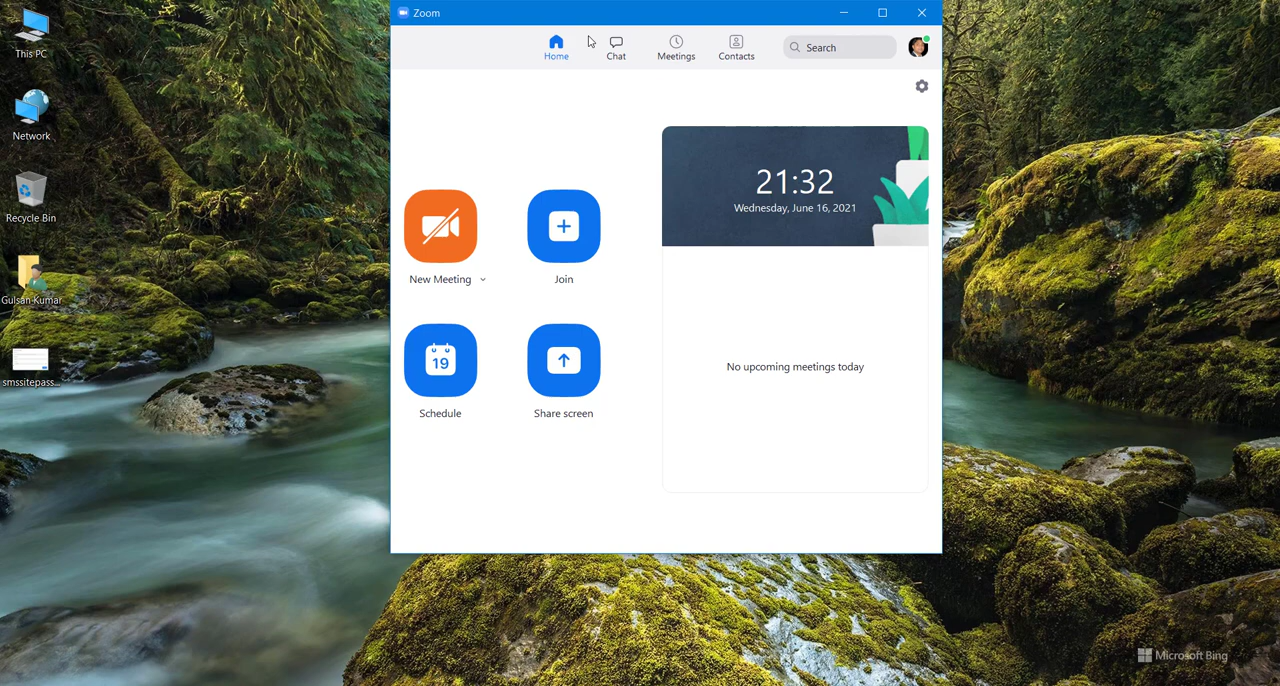 This PC
Network
Recycle Bin
Gulsan-Kumar
smssitepass...
Zoom
Home
Chat
Meetings
Contacts
Search
21:32
Wednesday, June 16, 2021
New Meeting
Join
19
Schedule
Share screen
No upcoming meetings today
Microsoft Bing